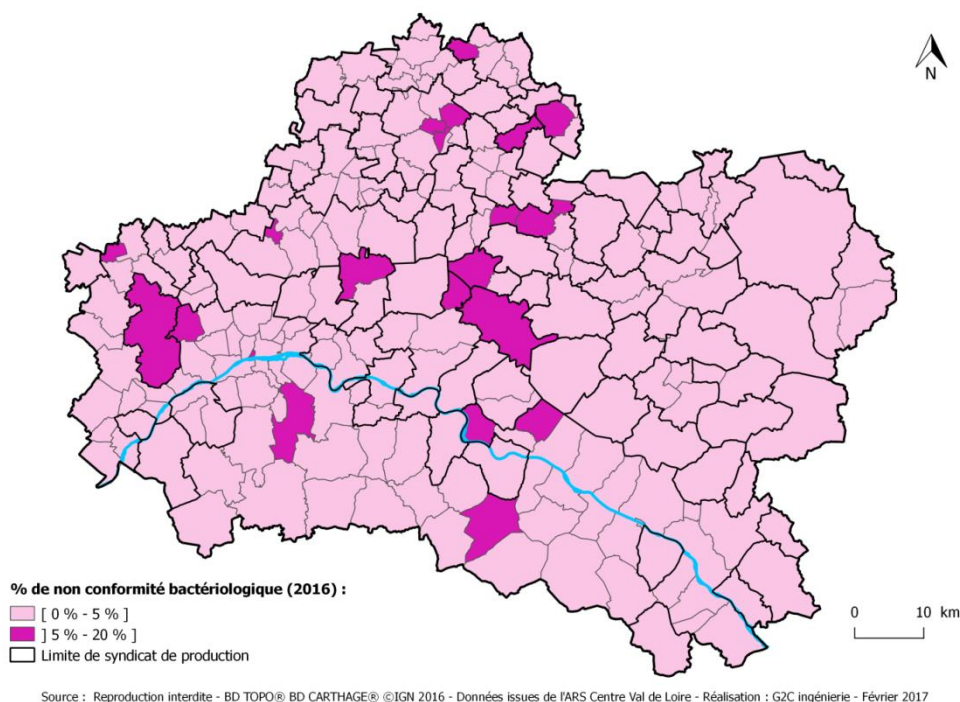 N
% de non conformité bactériologique (2016) :
[ 0 % - 5 % ]
] 5 % - 20 % ]
Limite de syndicat de production
0 10 km
Source : Reproduction interdite - BD TOPO® BD CARTHAGE® ©IGN 2016 - Données issues de l'ARS Centre Val de Loire - Réalisation : G2C ingénierie - Février 2017